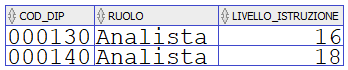 COD_DIP RUOLO LIVELLO_ISTRUZIONE
000130 Analista 16
000140 Analista 18